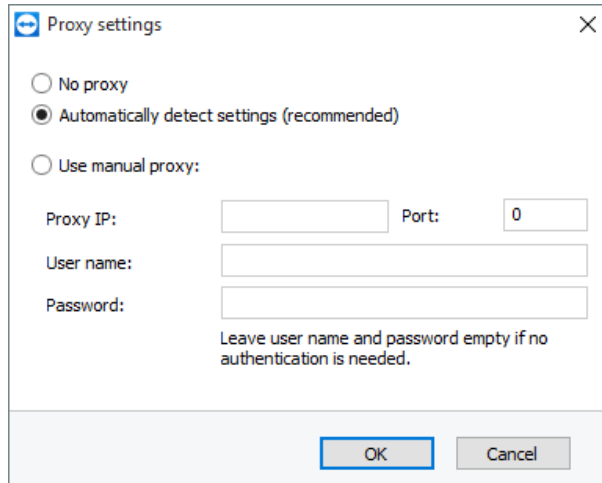 Proxy settings
No proxy
Automatically detect settings (recommended)
Use manual proxy:
Proxy IP: Port: 0
User name:
Password:
Leave user name and password empty if no
authentication is needed.
OK Cancel